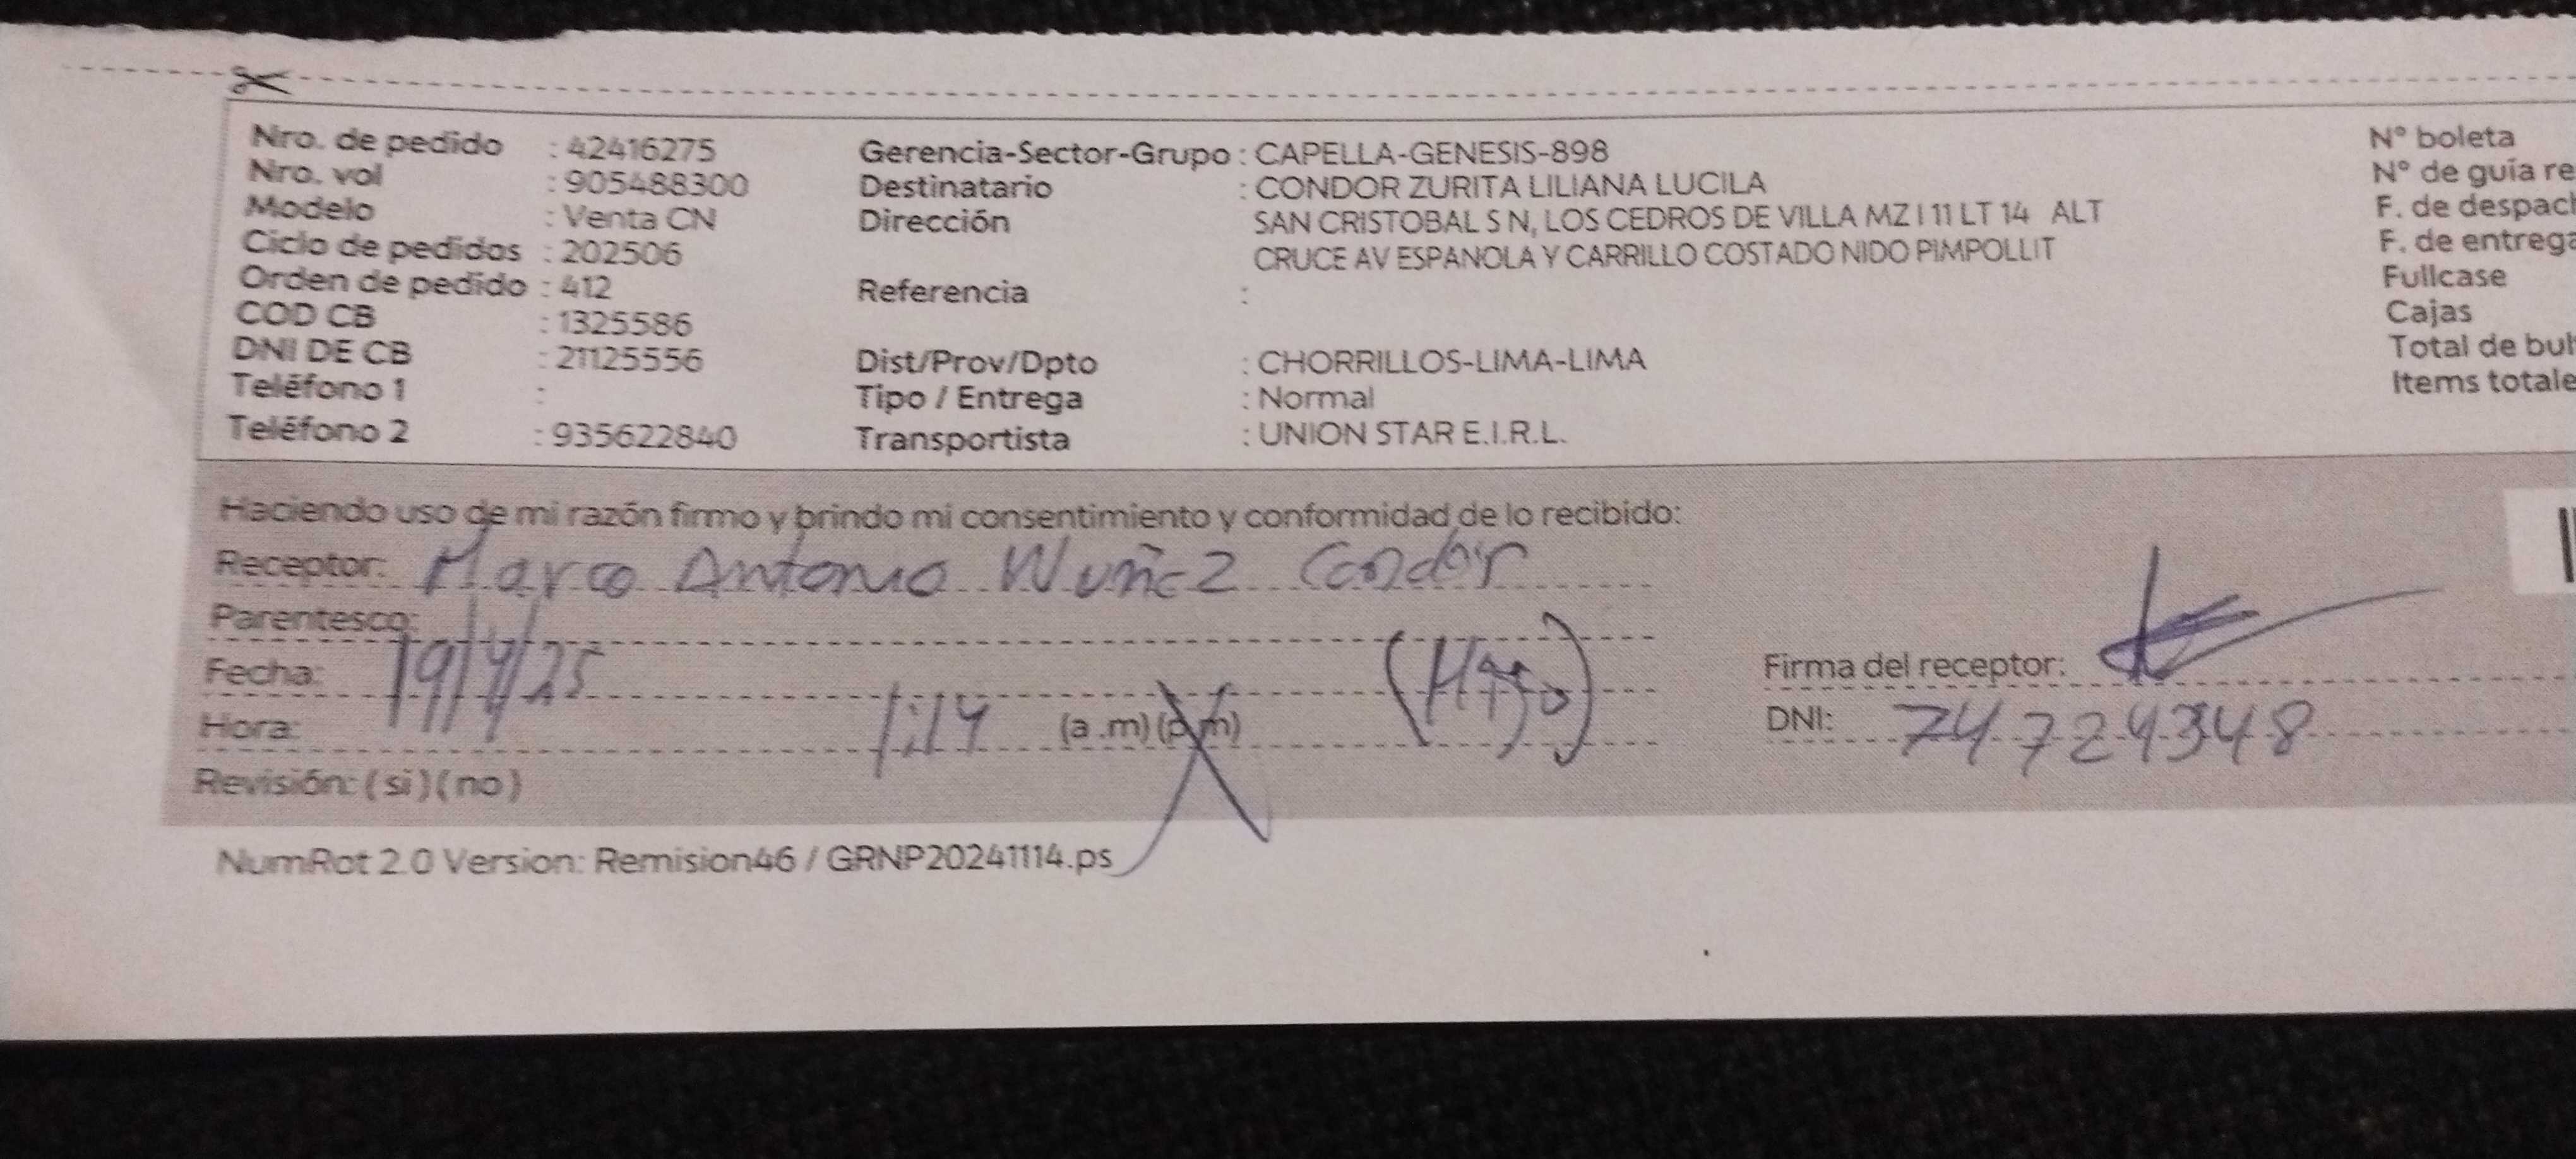 Nro. de pedido : 42416275
Nro. vol : 905488300
Modelo : Venta CN
Ciclo de pedidos : 202506
Orden de pedido : 412
COD CB : 1325586
DNI DE CB : 21125556
Teléfono 1 :
Teléfono 2 : 935622840
Gerencia-Sector-Grupo : CAPELLA-GENESIS-898
Destinatario : CONDOR ZURITA LILIANA LUCILA
Dirección SAN CRISTOBAL S N, LOS CEDROS DE VILLA MZ I 11 LT 14 ALT
CRUCE AV ESPANOLA Y CARRILLO COSTADO NIDO PIMPOLLIT
Referencia :
Dist/Prov/Dpto : CHORRILLOS-LIMA-LIMA
Tipo / Entrega : Normal
Transportista : UNION STAR E.I.R.L.
N° boleta
N° de guía re
F. de despach
F. de entrega
Fullcase
Cajas
Total de bul
Items totale
Haciendo uso de mi razón firmo y brindo mi consentimiento y conformidad de lo recibido:
Receptor: Marco Antonio Nuñez Condor
Parentesco: (Hijo)
Fecha: 19/4/25
Hora: 1:14 (a .m) (p.m)
Revisión: ( si ) ( no )
Firma del receptor:
DNI: 74724348
NumRot 2.0 Version: Remision46 / GRNP20241114.ps